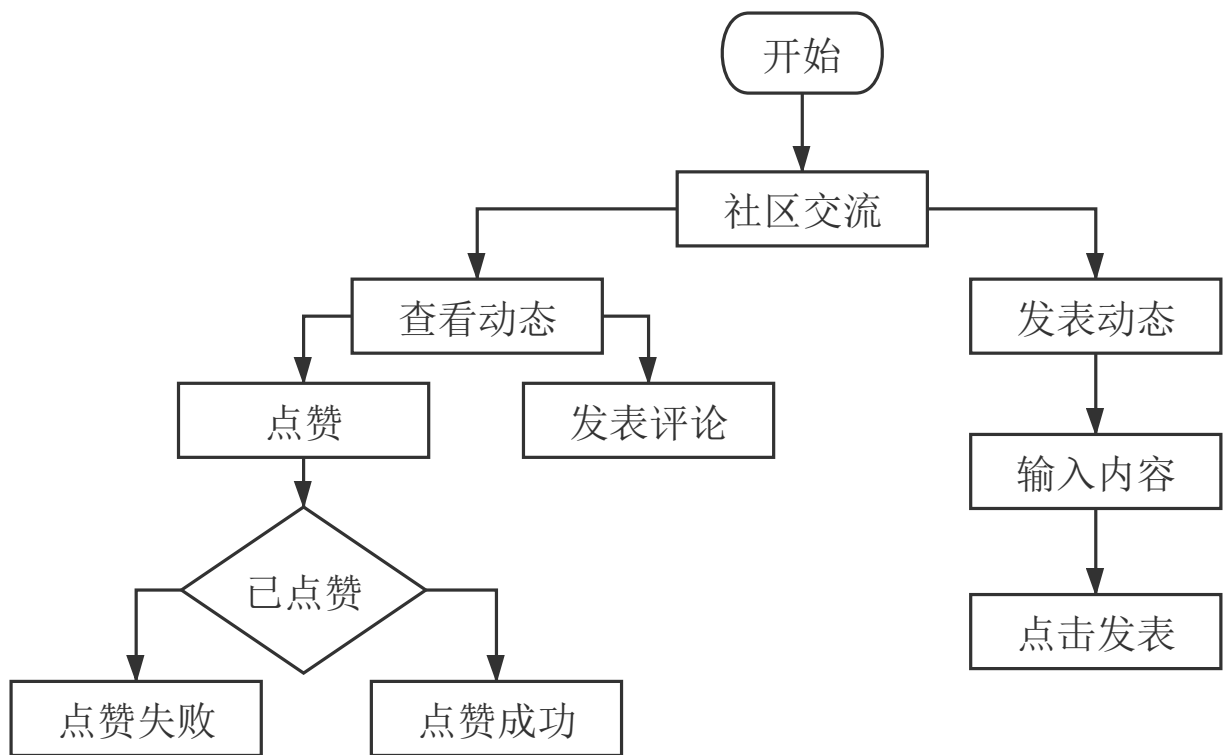 开始
社区交流
查看动态
发表动态
点赞
发表评论
输入内容
已点赞
点击发表
点赞失败
点赞成功